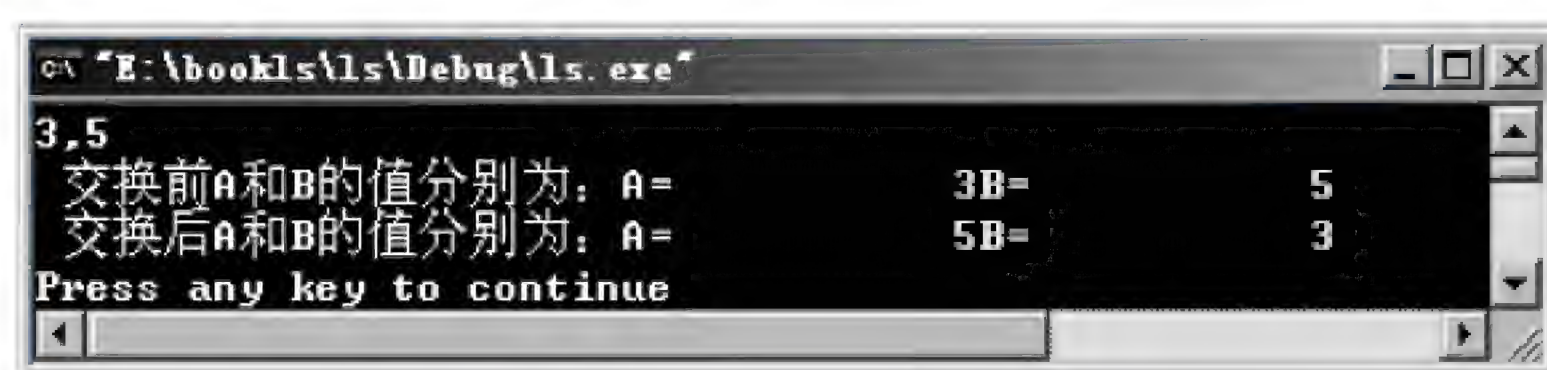 "E:\bookls\ls\Debug\ls.exe"
3,5
交换前A和B的值分别为：A=           3B=           5
交换后A和B的值分别为：A=           5B=           3
Press any key to continue